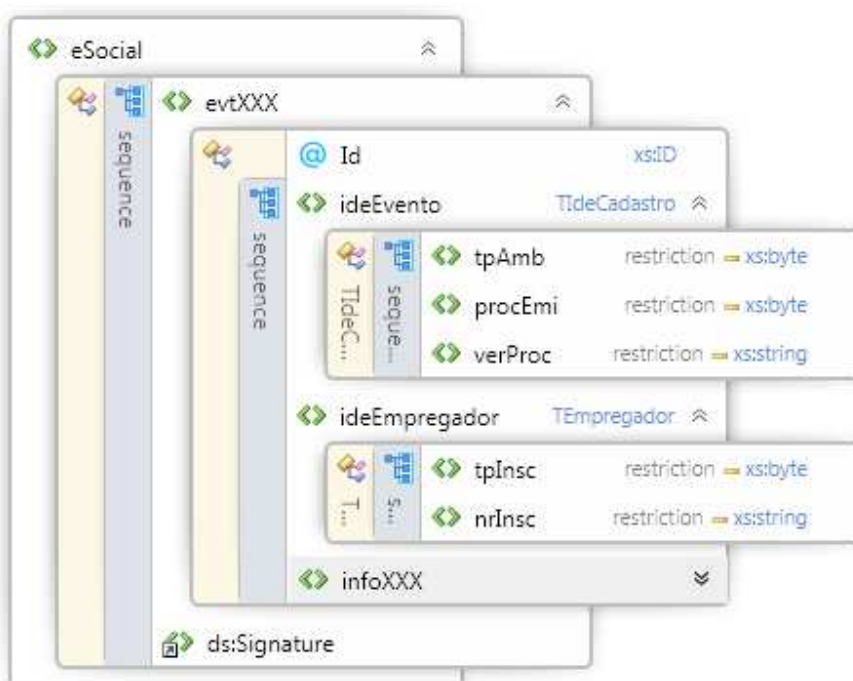 eSocial
sequence
evtXXX
sequence
@ Id xs:ID
ideEvento TIdeCadastro
TIdeC...
seque...
tpAmb restriction xs:byte
procEmi restriction xs:byte
verProc restriction xs:string
ideEmpregador TEmpregador
T...
s...
tpInsc restriction xs:byte
nrInsc restriction xs:string
infoXXX
ds:Signature